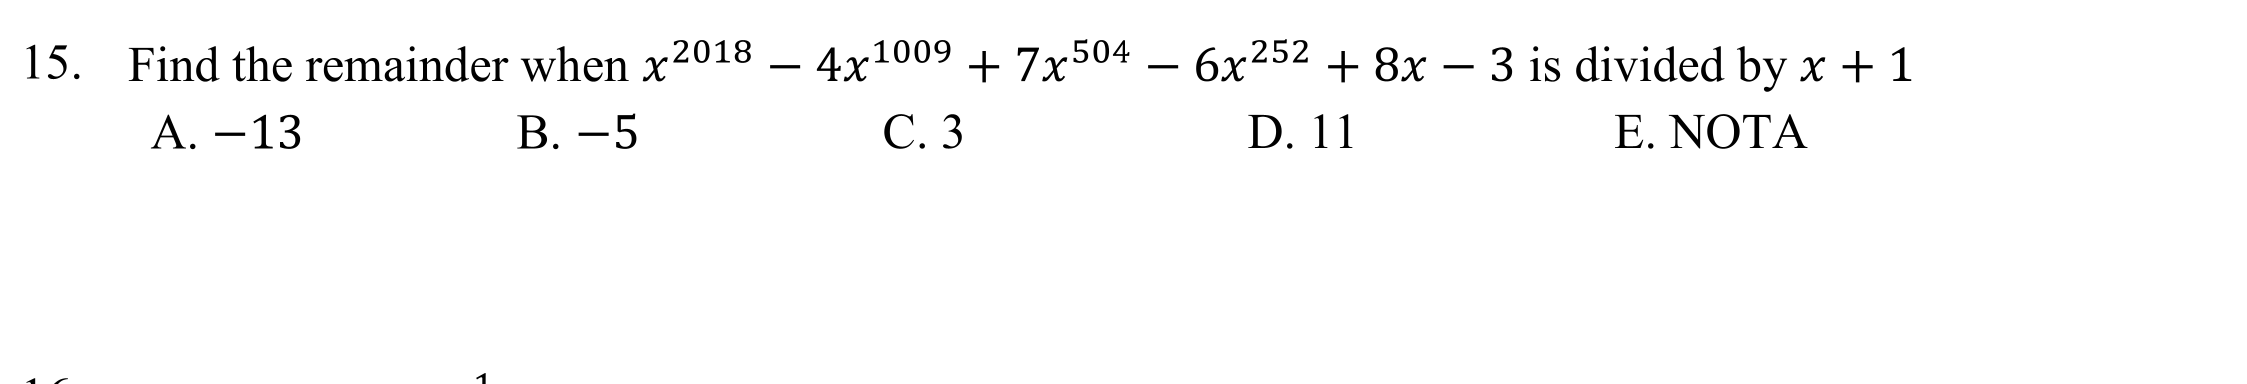 15. Find the remainder when x^2018 − 4x^1009 + 7x^504 − 6x^252 + 8x − 3 is divided by x + 1
A. −13 B. −5 C. 3 D. 11 E. NOTA